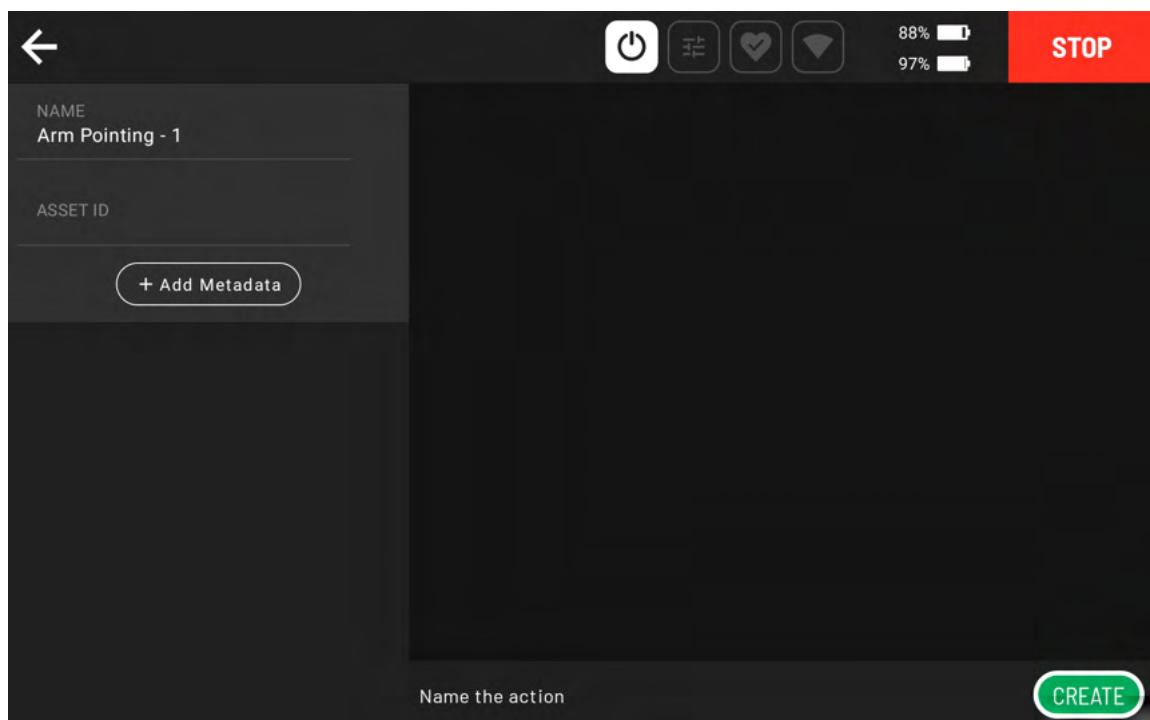 88%
97%
STOP
NAME
Arm Pointing - 1
ASSET ID
+ Add Metadata
Name the action
CREATE